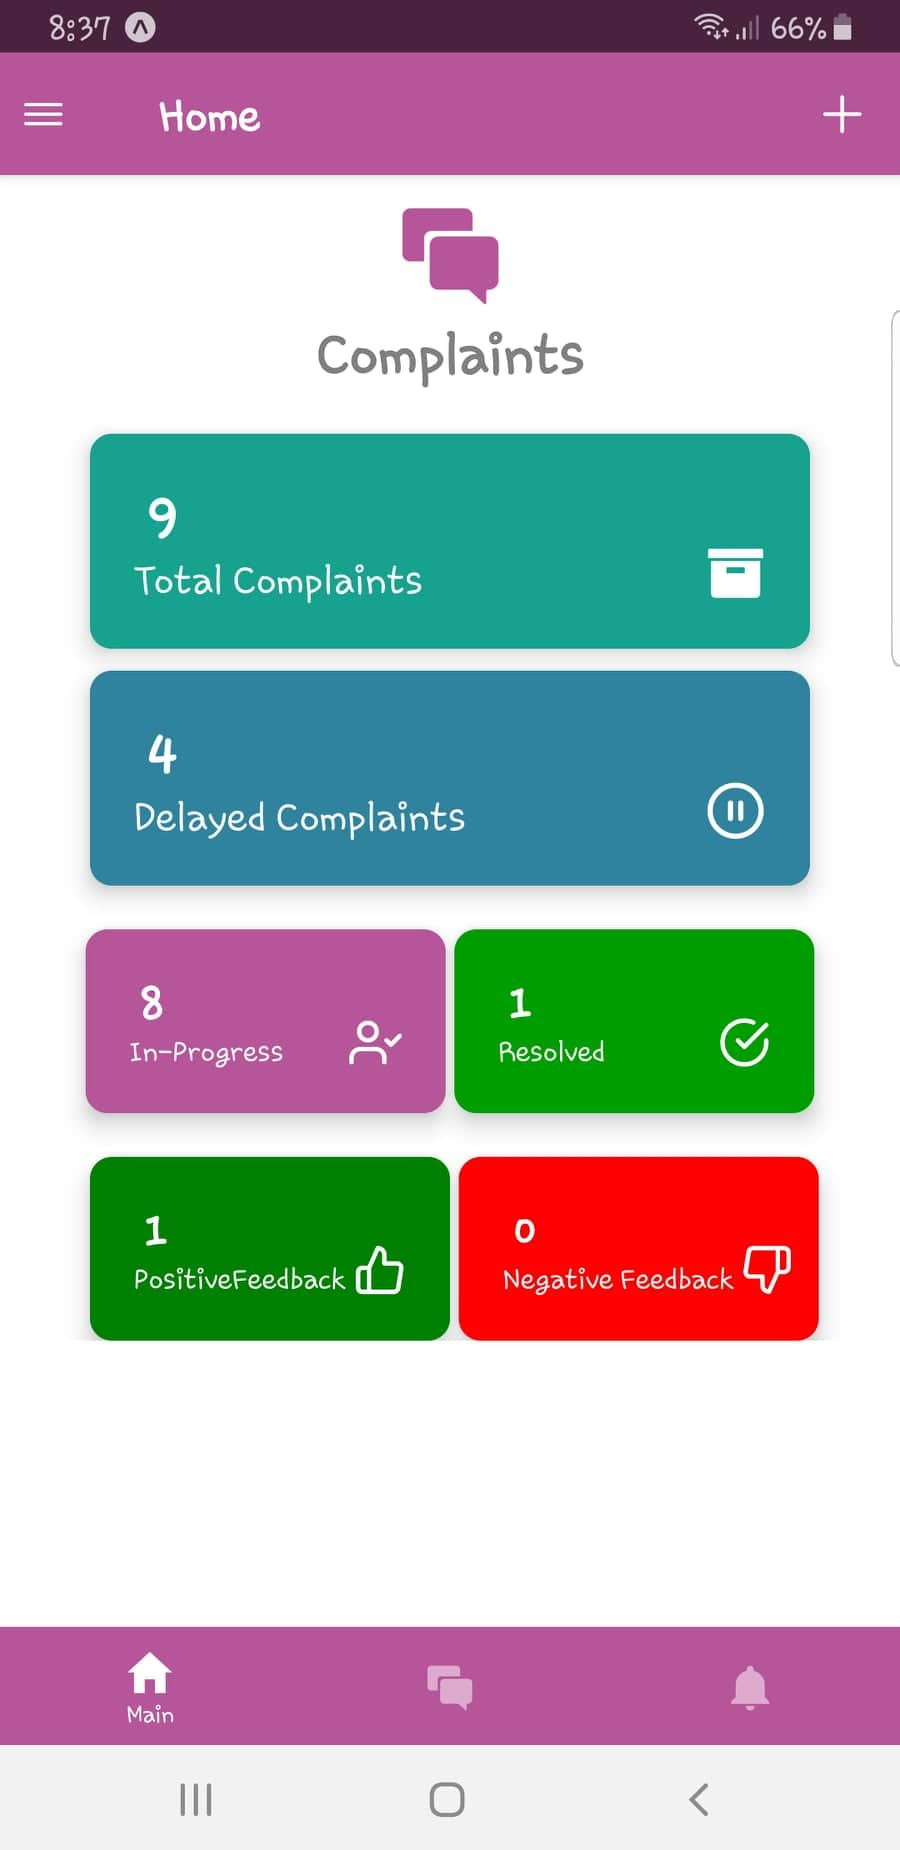 8:37 66%
Home
Complaints
9
Total Complaints
4
Delayed Complaints
8 1
In-Progress Resolved
1 0
PositiveFeedback Negative Feedback
Main